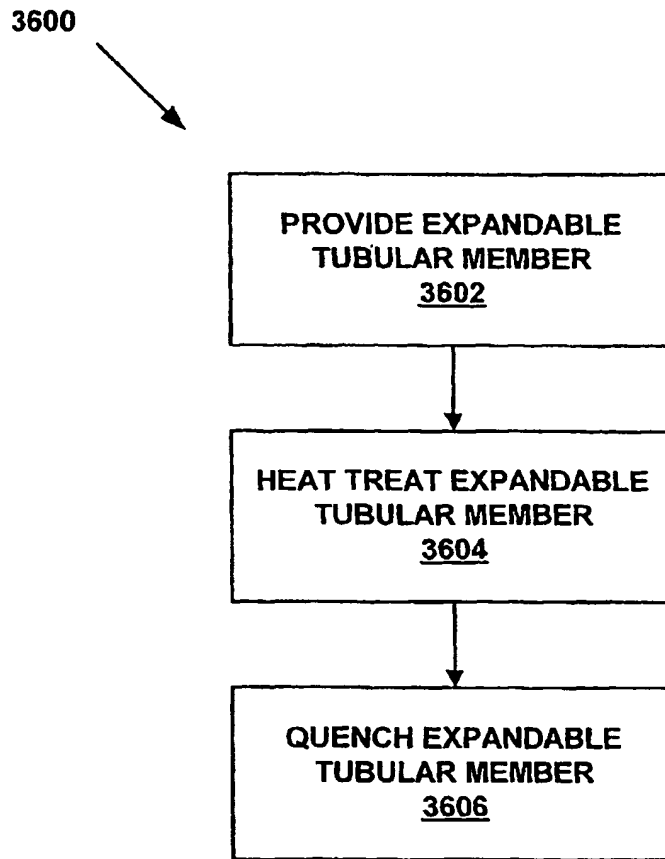 3600
PROVIDE EXPANDABLE
TUBULAR MEMBER
3602
HEAT TREAT EXPANDABLE
TUBULAR MEMBER
3604
QUENCH EXPANDABLE
TUBULAR MEMBER
3606